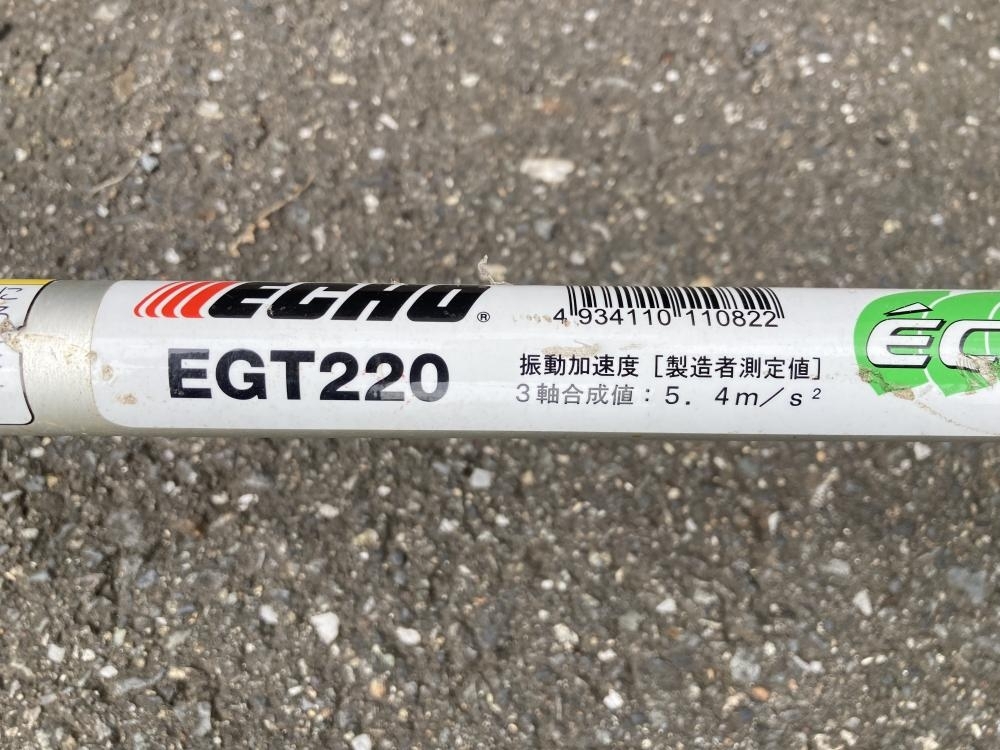 ECHO®
4 934110 110822
EGT220
振動加速度［製造者測定値］
3軸合成値：5．4m／s²